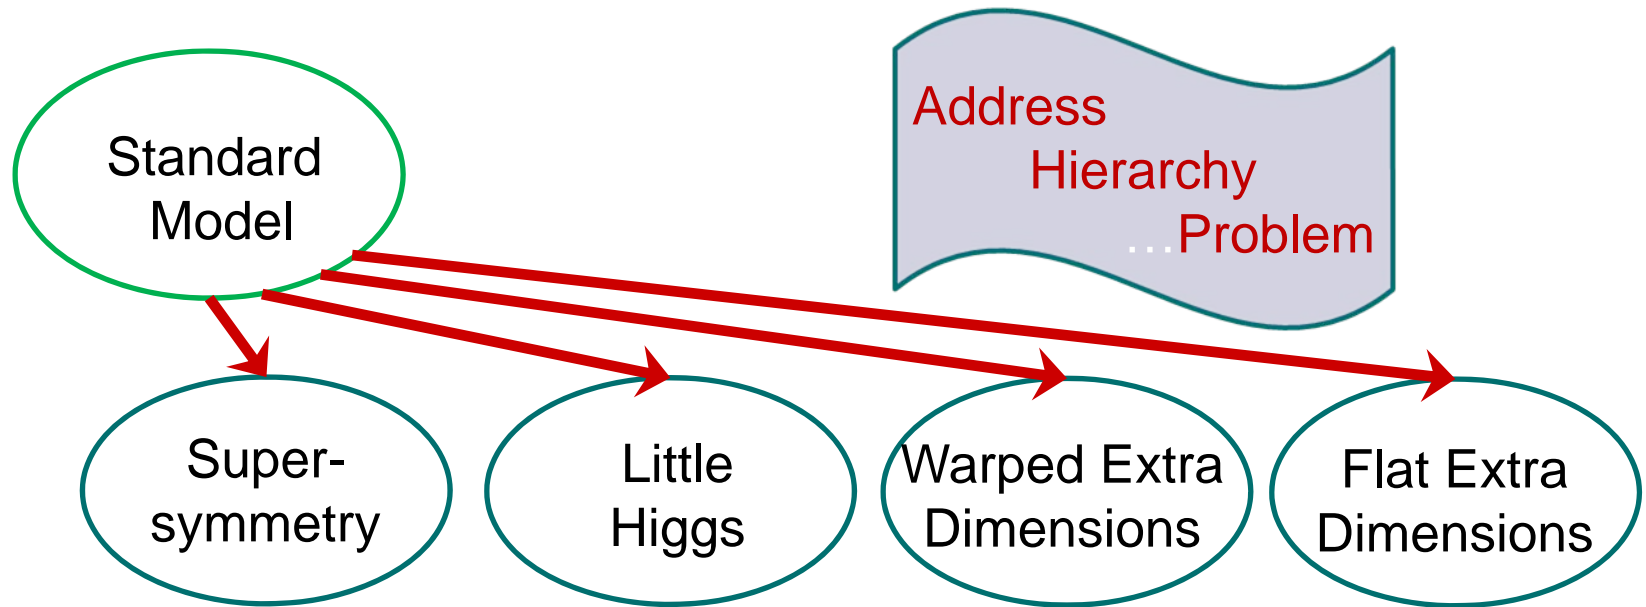 Standard
Model
Address
Hierarchy
...Problem
Super-
symmetry
Little
Higgs
Warped Extra
Dimensions
Flat Extra
Dimensions